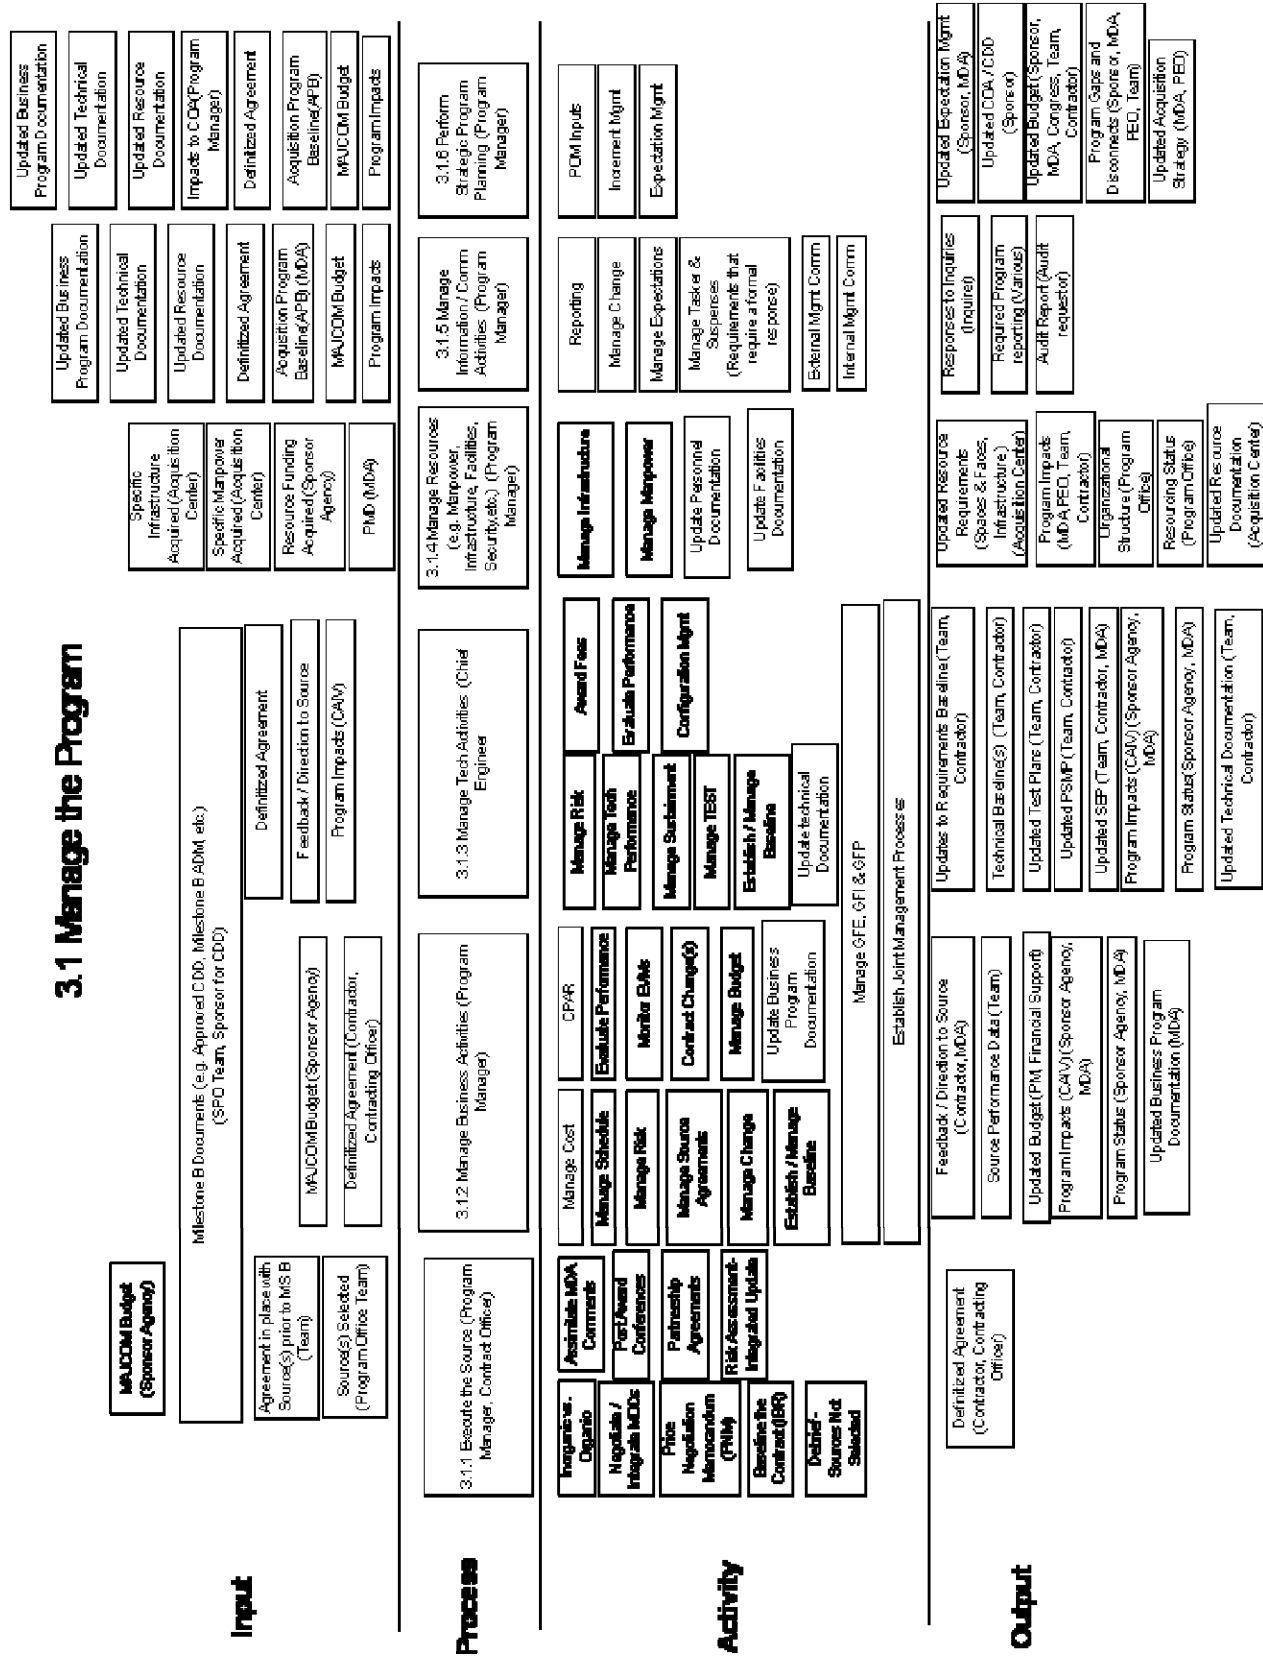 3.1 Manage the Program
Input
MAJCOM Budget
(Sponsor Agency)
Milestone B Documents (e.g. Approved CDD, Milestone B ADM, etc.)
(SPO Team, Sponsor for CDD)
Agreement in place with
Source(s) prior to MS B
(Team)
Source(s) Selected
(Program Office Team)
MAJCOM Budget (Sponsor Agency)
Definitized Agreement (Contractor,
Contracting Officer)
Definitized Agreement
Feedback / Direction to Source
Program Impacts (CAIV)
Specific
Infrastructure
Acquired (Acquisition
Center)
Specific Manpower
Acquired (Acquisition
Center)
Resource Funding
Acquired (Sponsor
Agency)
PMD (MDA)
Updated Business
Program Documentation
Updated Technical
Documentation
Updated Resource
Documentation
Definitized Agreement
Acquisition Program
Baseline(APB) (MDA)
MAJCOM Budget
Program Impacts
Updated Business
Program Documentation
Updated Technical
Documentation
Updated Resource
Documentation
Impacts to COA(Program
Manager)
Definitized Agreement
Acquisition Program
Baseline(APB)
MAJCOM Budget
Program Impacts
Process
3.1.1 Execute the Source (Program
Manager, Contract Officer)
3.1.2 Manage Business Activities (Program
Manager)
3.1.3 Manage Tech Activities (Chief
Engineer
3.1.4 Manage Resources
(e.g. Manpower,
Infrastructure, Facilities,
Security,etc.) (Program
Manager)
3.1.5 Manage
Information / Comm
Activities (Program
Manager)
3.1.6 Perform
Strategic Program
Planning (Program
Manager)
Activity
Inorganic vs.
Organic
Negotiate /
Integrate MOOs
Price
Negotiation
Memorandum
(PNM)
Baseline the
Contract (IBR)
Debrief -
Sources Not
Selected
Assimilate MDA
Comments
Post Award
Conferences
Partneship
Agreements
Risk Assessment-
Integrated Update
Manage Cost
Manage Schedule
Manage Risk
Manage Source
Agreements
Manage Change
Establish / Manage
Baseline
CPAR
Evaluate Performance
Monitor EVMs
Contract Change(s)
Manage Budget
Update Business
Program
Documentation
Manage Risk
Manage Tech
Performance
Manage Sustainment
Manage TEST
Establish / Manage
Baseline
Update technical
Documentation
Award Fees
Evaluate Performance
Configuration Mgmt
Manage GFE, GFI & GFP
Establish Joint Management Processes
Manage Infrastructure
Manage Manpower
Update Personnel
Documentation
Update Facilities
Documentation
Reporting
Manage Change
Manage Expectations
Manage Tasker &
Suspenses
(Requirements that
require a formal
response)
External Mgmt Comm
Internal Mgmt Comm
POM Inputs
Increment Mgmt
Expectation Mgmt
Output
Definitized Agreement
(Contractor, Contracting
Officer)
Feedback / Direction to Source
(Contractor,MDA)
Source Performance Data (Team)
Updated Budget (PM, Financial Support)
Program Impacts (CAIV) (Sponsor Agency,
MDA)
Program Status (Sponsor Agency, MDA)
Updated Business Program
Documentation (MDA)
Updates to Requirements Baseline (Team,
Contractor)
Technical Baseline(s) (Team, Contractor)
Updated Test Plans (Team, Contractor)
Updated PSMP (Team, Contractor)
Updated SEP (Team, Contractor, MDA)
Program Impacts (CAIV) (Sponsor Agency,
MDA)
Program Status(Sponsor Agency, MDA)
Updated Technical Documentation (Team,
Contractor)
Updated Resource
Requirements
(Spaces & Faces,
Infrastructure)
(Acquisition Center)
Program Impacts
(MDA,PEO, Team,
Contractor)
Organizational
Structure (Program
Office)
Resourcing Status
(Program Office)
Updated Resource
Documentation
(Acquisition Center)
Responses to Inquiries
(Inquirer)
Required Program
reporting (Various)
Audit Report (Audit
requestor)
Updated Expectation Mgmt
(Sponsor, MDA)
Updated COA / CDD
(Sponsor)
Updated Budget (Sponsor,
MDA, Congress, Team,
Contractor)
Program Gaps and
Disconnects (Sponsor, MDA,
PEO, Team)
Updated Acquisition
Strategy (MDA, PEO)